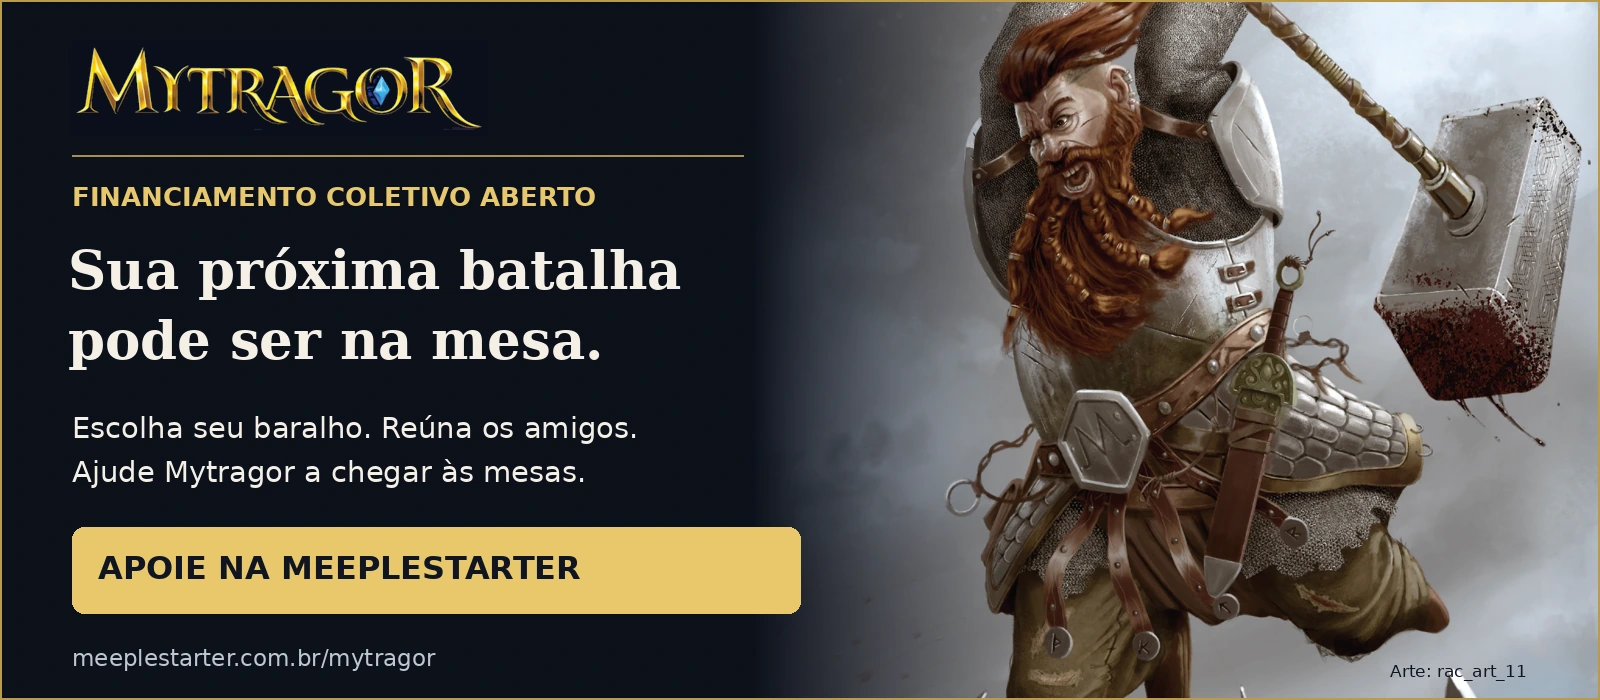 MYTRAGOR
FINANCIAMENTO COLETIVO ABERTO
Sua próxima batalha
pode ser na mesa.
Escolha seu baralho. Reúna os amigos.
Ajude Mytragor a chegar às mesas.
APOIE NA MEEPLESTARTER
meeplestarter.com.br/mytragor
M.
Arte: rac_art_11